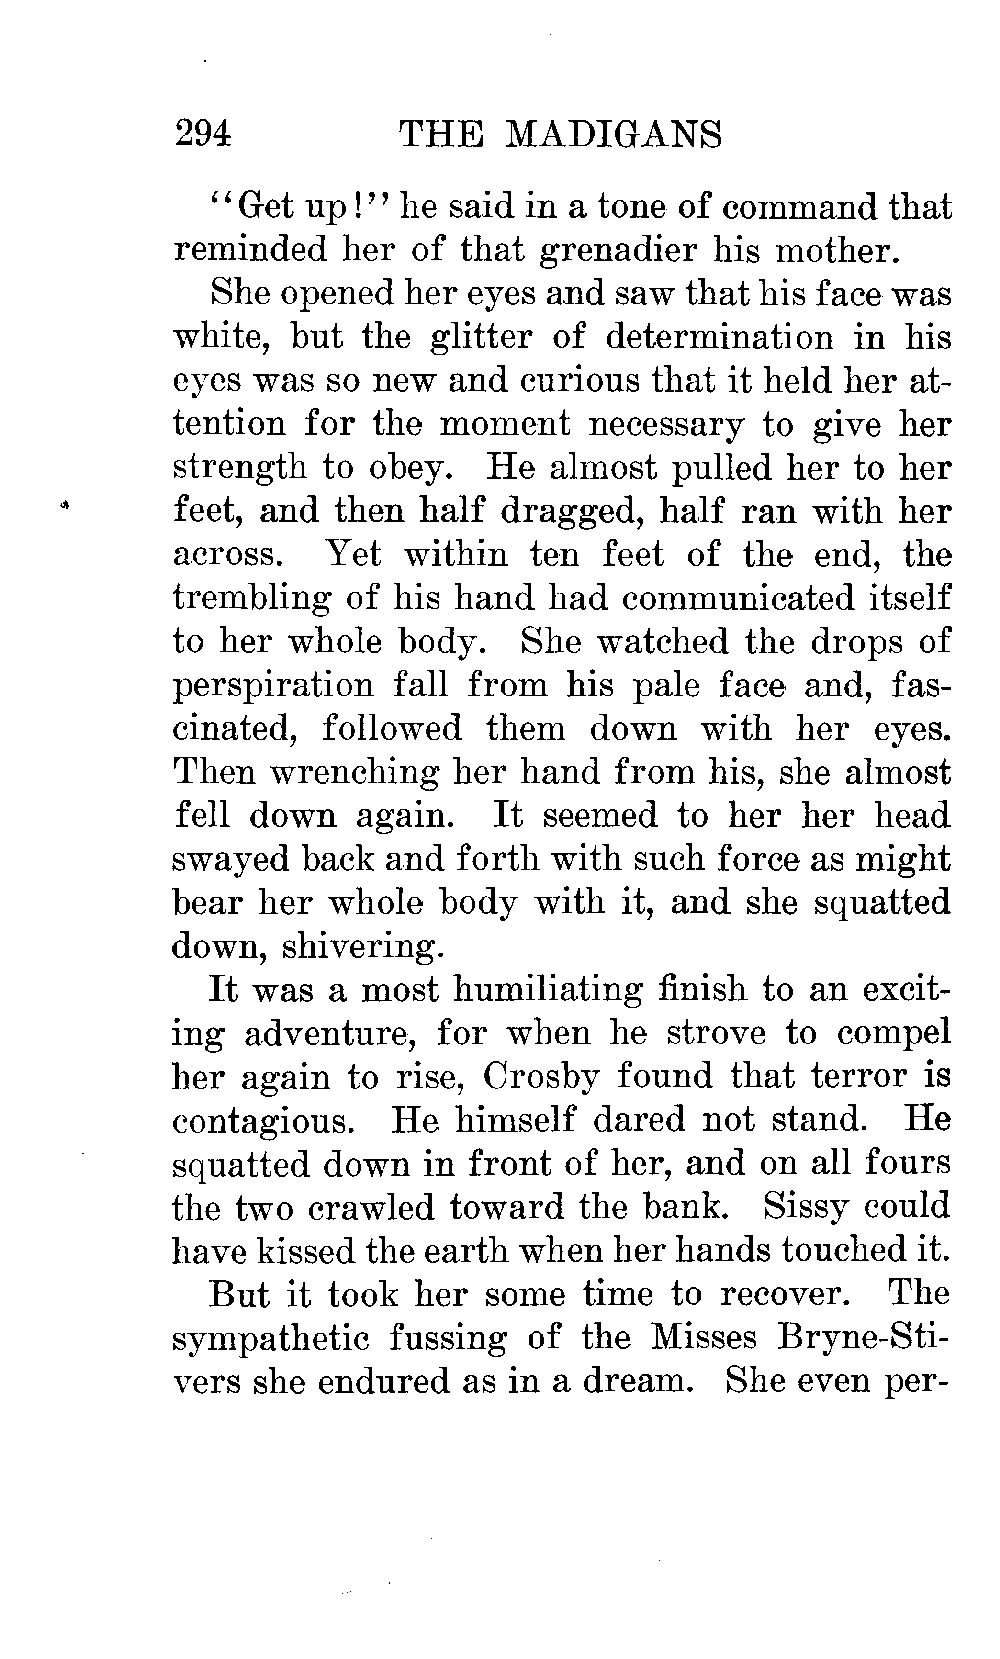 294 THE MADIGANS
"Get up!" he said in a tone of command that
reminded her of that grenadier his mother.
She opened her eyes and saw that his face was
white, but the glitter of determination in his
eyes was so new and curious that it held her at-
tention for the moment necessary to give her
strength to obey. He almost pulled her to her
feet, and then half dragged, half ran with her
across. Yet within ten feet of the end, the
trembling of his hand had communicated itself
to her whole body. She watched the drops of
perspiration fall from his pale face and, fas-
cinated, followed them down with her eyes.
Then wrenching her hand from his, she almost
fell down again. It seemed to her her head
swayed back and forth with such force as might
bear her whole body with it, and she squatted
down, shivering.
It was a most humiliating finish to an excit-
ing adventure, for when he strove to compel
her again to rise, Crosby found that terror is
contagious. He himself dared not stand. He
squatted down in front of her, and on all fours
the two crawled toward the bank. Sissy could
have kissed the earth when her hands touched it.
But it took her some time to recover. The
sympathetic fussing of the Misses Bryne-Sti-
vers she endured as in a dream. She even per-